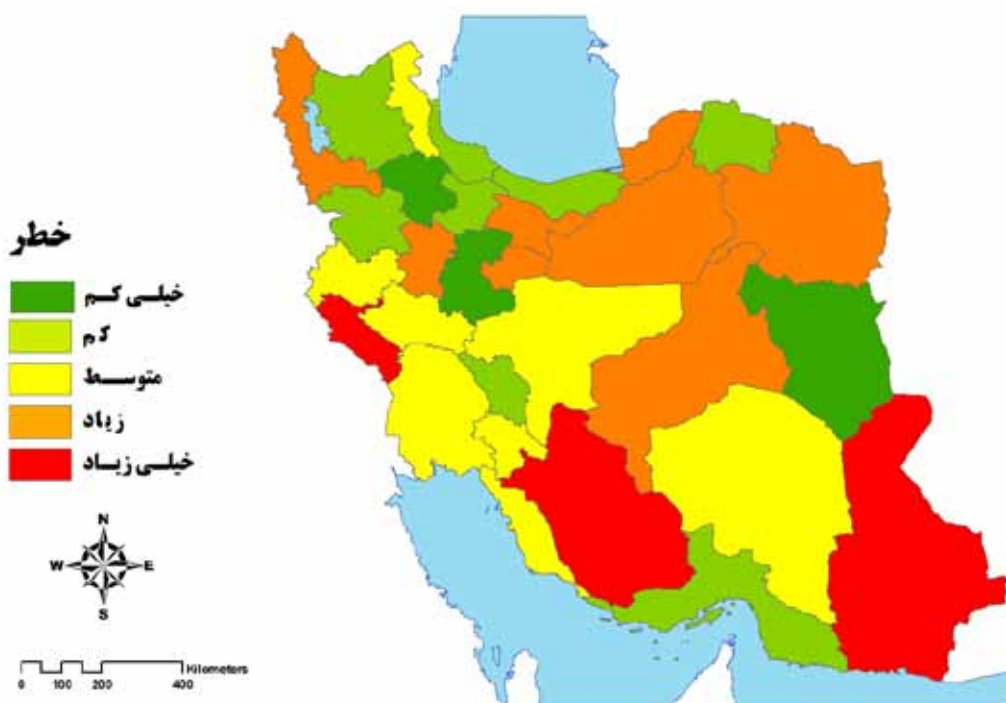 خطر
خیلی کم
کم
متوسط
زیاد
خیلی زیاد
N
W E
S
Kilometers
0 100 200 400